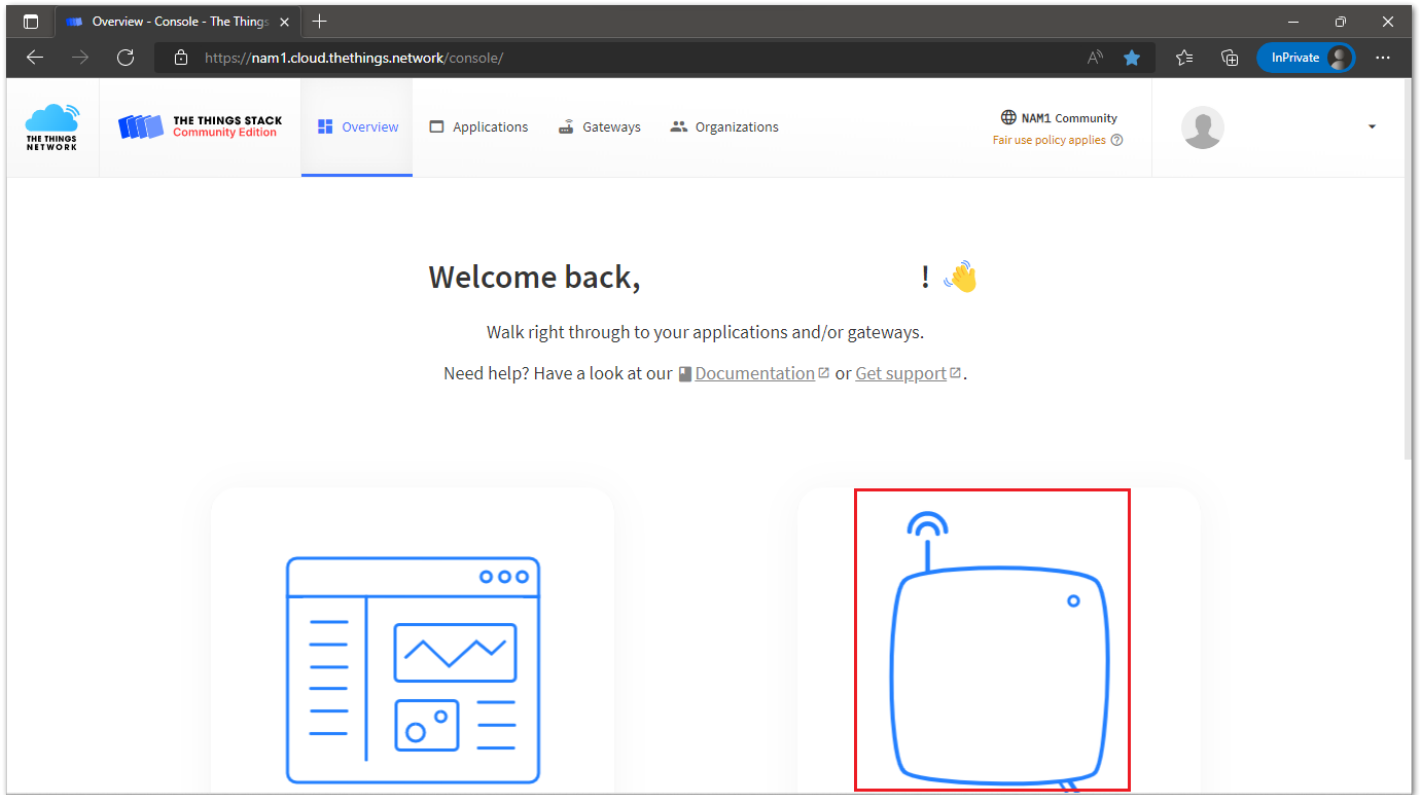 Overview - Console - The Things
https://nam1.cloud.thethings.network/console/
InPrivate
THE THINGS
NETWORK
THE THINGS STACK
Community Edition
Overview
Applications
Gateways
Organizations
NAM1 Community
Fair use policy applies
Welcome back, !
Walk right through to your applications and/or gateways.
Need help? Have a look at our Documentation or Get support.